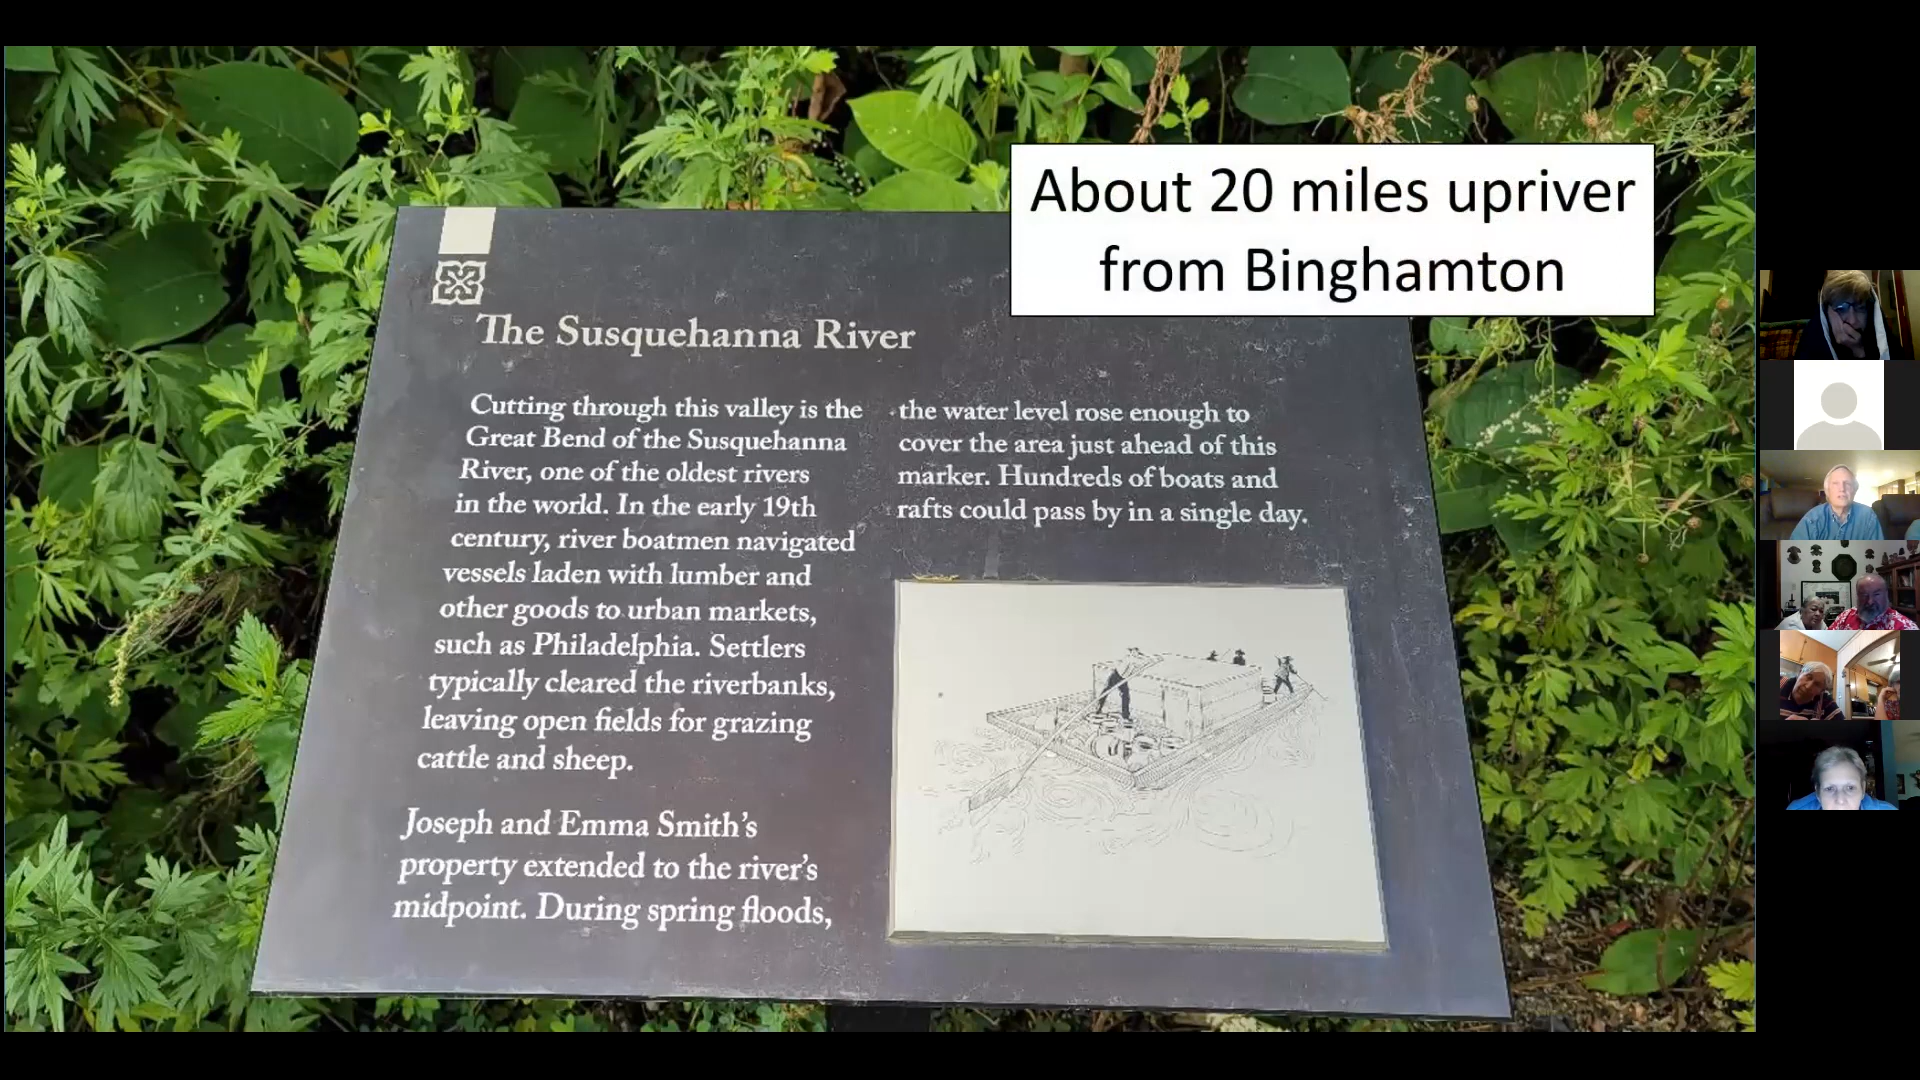 About 20 miles upriver
from Binghamton
The Susquehanna River
Cutting through this valley is the
Great Bend of the Susquehanna
River, one of the oldest rivers
in the world. In the early 19th
century, river boatmen navigated
vessels laden with lumber and
other goods to urban markets,
such as Philadelphia. Settlers
typically cleared the riverbanks,
leaving open fields for grazing
cattle and sheep.
Joseph and Emma Smith's
property extended to the river's
midpoint. During spring floods,
the water level rose enough to
cover the area just ahead of this
marker. Hundreds of boats and
rafts could pass by in a single day.